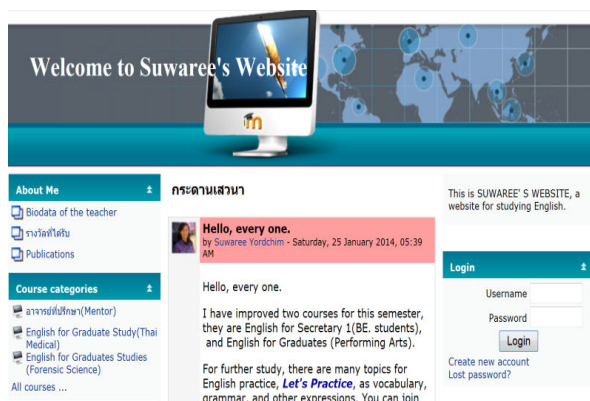 Welcome to Suwaree's Website
m
About Me
Biodata of the teacher
รางวัลที่ได้รับ
Publications
Course categories
อาจารย์ที่ปรึกษา(Mentor)
English for Graduate Study(Thai
Medical)
English for Graduates Studies
(Forensic Science)
All courses ...
กระดานเสวนา
Hello, every one.
by Suwaree Yordchim - Saturday, 25 January 2014, 05:39
AM
Hello, every one.
I have improved two courses for this semester,
they are English for Secretary 1(BE. students),
and English for Graduates (Performing Arts).
For further study, there are many topics for
English practice, Let's Practice, as vocabulary,
grammar, and other expressions. You can join
This is SUWAREE' S WEBSITE, a
website for studying English.
Login
Username
Password
Login
Create new account
Lost password?